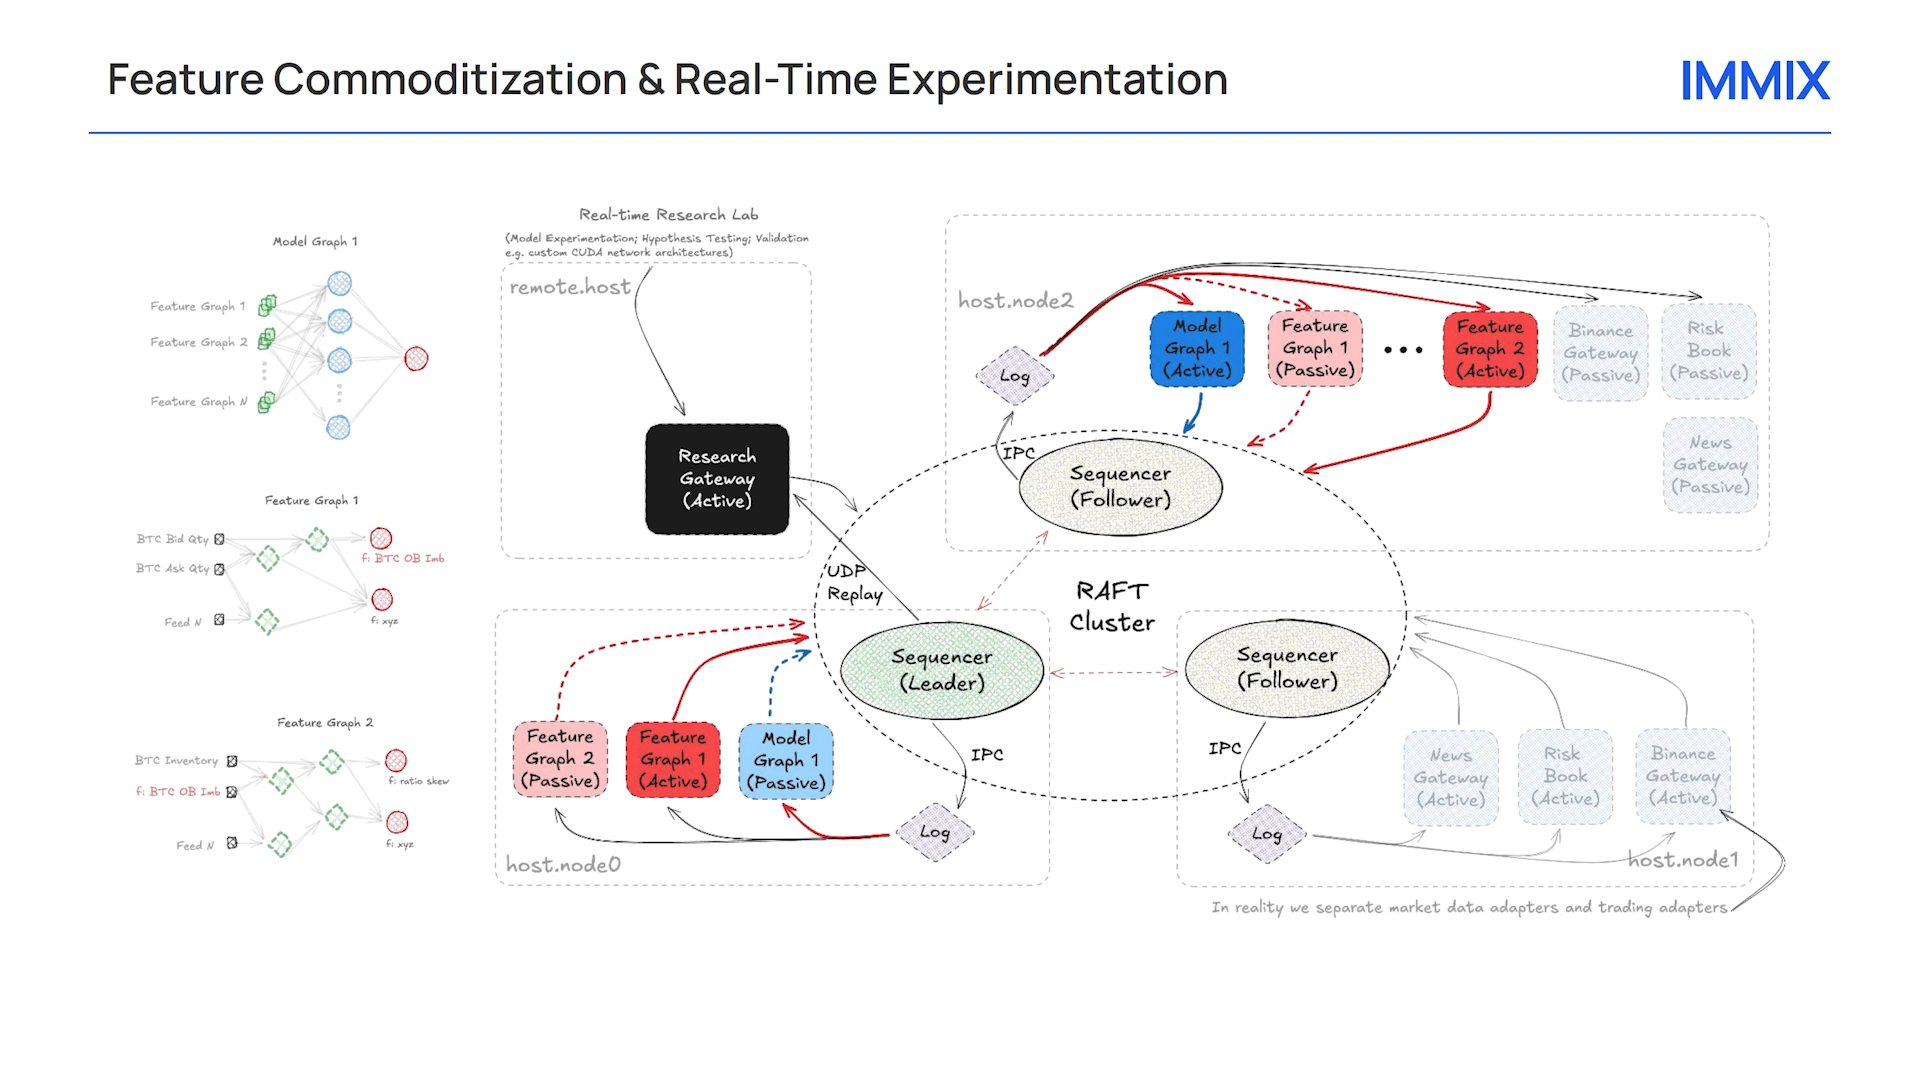 Feature Commoditization & Real-Time Experimentation
IMMIX
Model Graph 1
Feature Graph 1
Feature Graph 2
Feature Graph N
Feature Graph 1
BTC Bid Qty
BTC Ask Qty
Feed N
f: BTC OB Imb
f: xyz
Feature Graph 2
BTC Inventory
f: BTC OB Imb
Feed N
f: ratio skew
f: xyz
Real-time Research Lab
(Model Experimentation; Hypothesis Testing; Validation
e.g. custom CUDA network architectures)
remote.host
Research
Gateway
(Active)
UDP
Replay
host.node2
Log
IPC
Model
Graph 1
(Active)
Feature
Graph 1
(Passive)
Feature
Graph 2
(Active)
Binance
Gateway
(Passive)
Risk
Book
(Passive)
News
Gateway
(Passive)
Sequencer
(Follower)
RAFT
Cluster
Sequencer
(Leader)
IPC
Log
Feature
Graph 2
(Passive)
Feature
Graph 1
(Active)
Model
Graph 1
(Passive)
host.node0
Sequencer
(Follower)
IPC
Log
News
Gateway
(Active)
Risk
Book
(Active)
Binance
Gateway
(Active)
host.node1
In reality we separate market data adapters and trading adapters